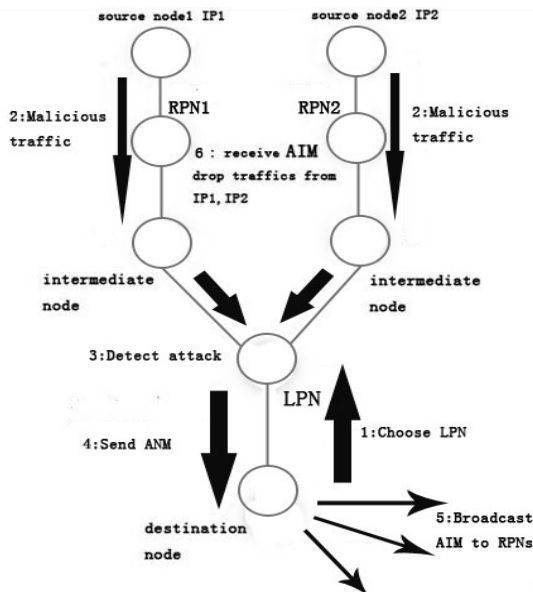 source node1 IP1
source node2 IP2
2:Malicious
traffic
RPN1
RPN2
2:Malicious
traffic
6: receive AIM
drop traffics from
IP1,IP2
intermediate
node
intermediate
node
3:Detect attack
LPN
4:Send ANM
1:Choose LPN
destination
node
5:Broadcast
AIM to RPNs